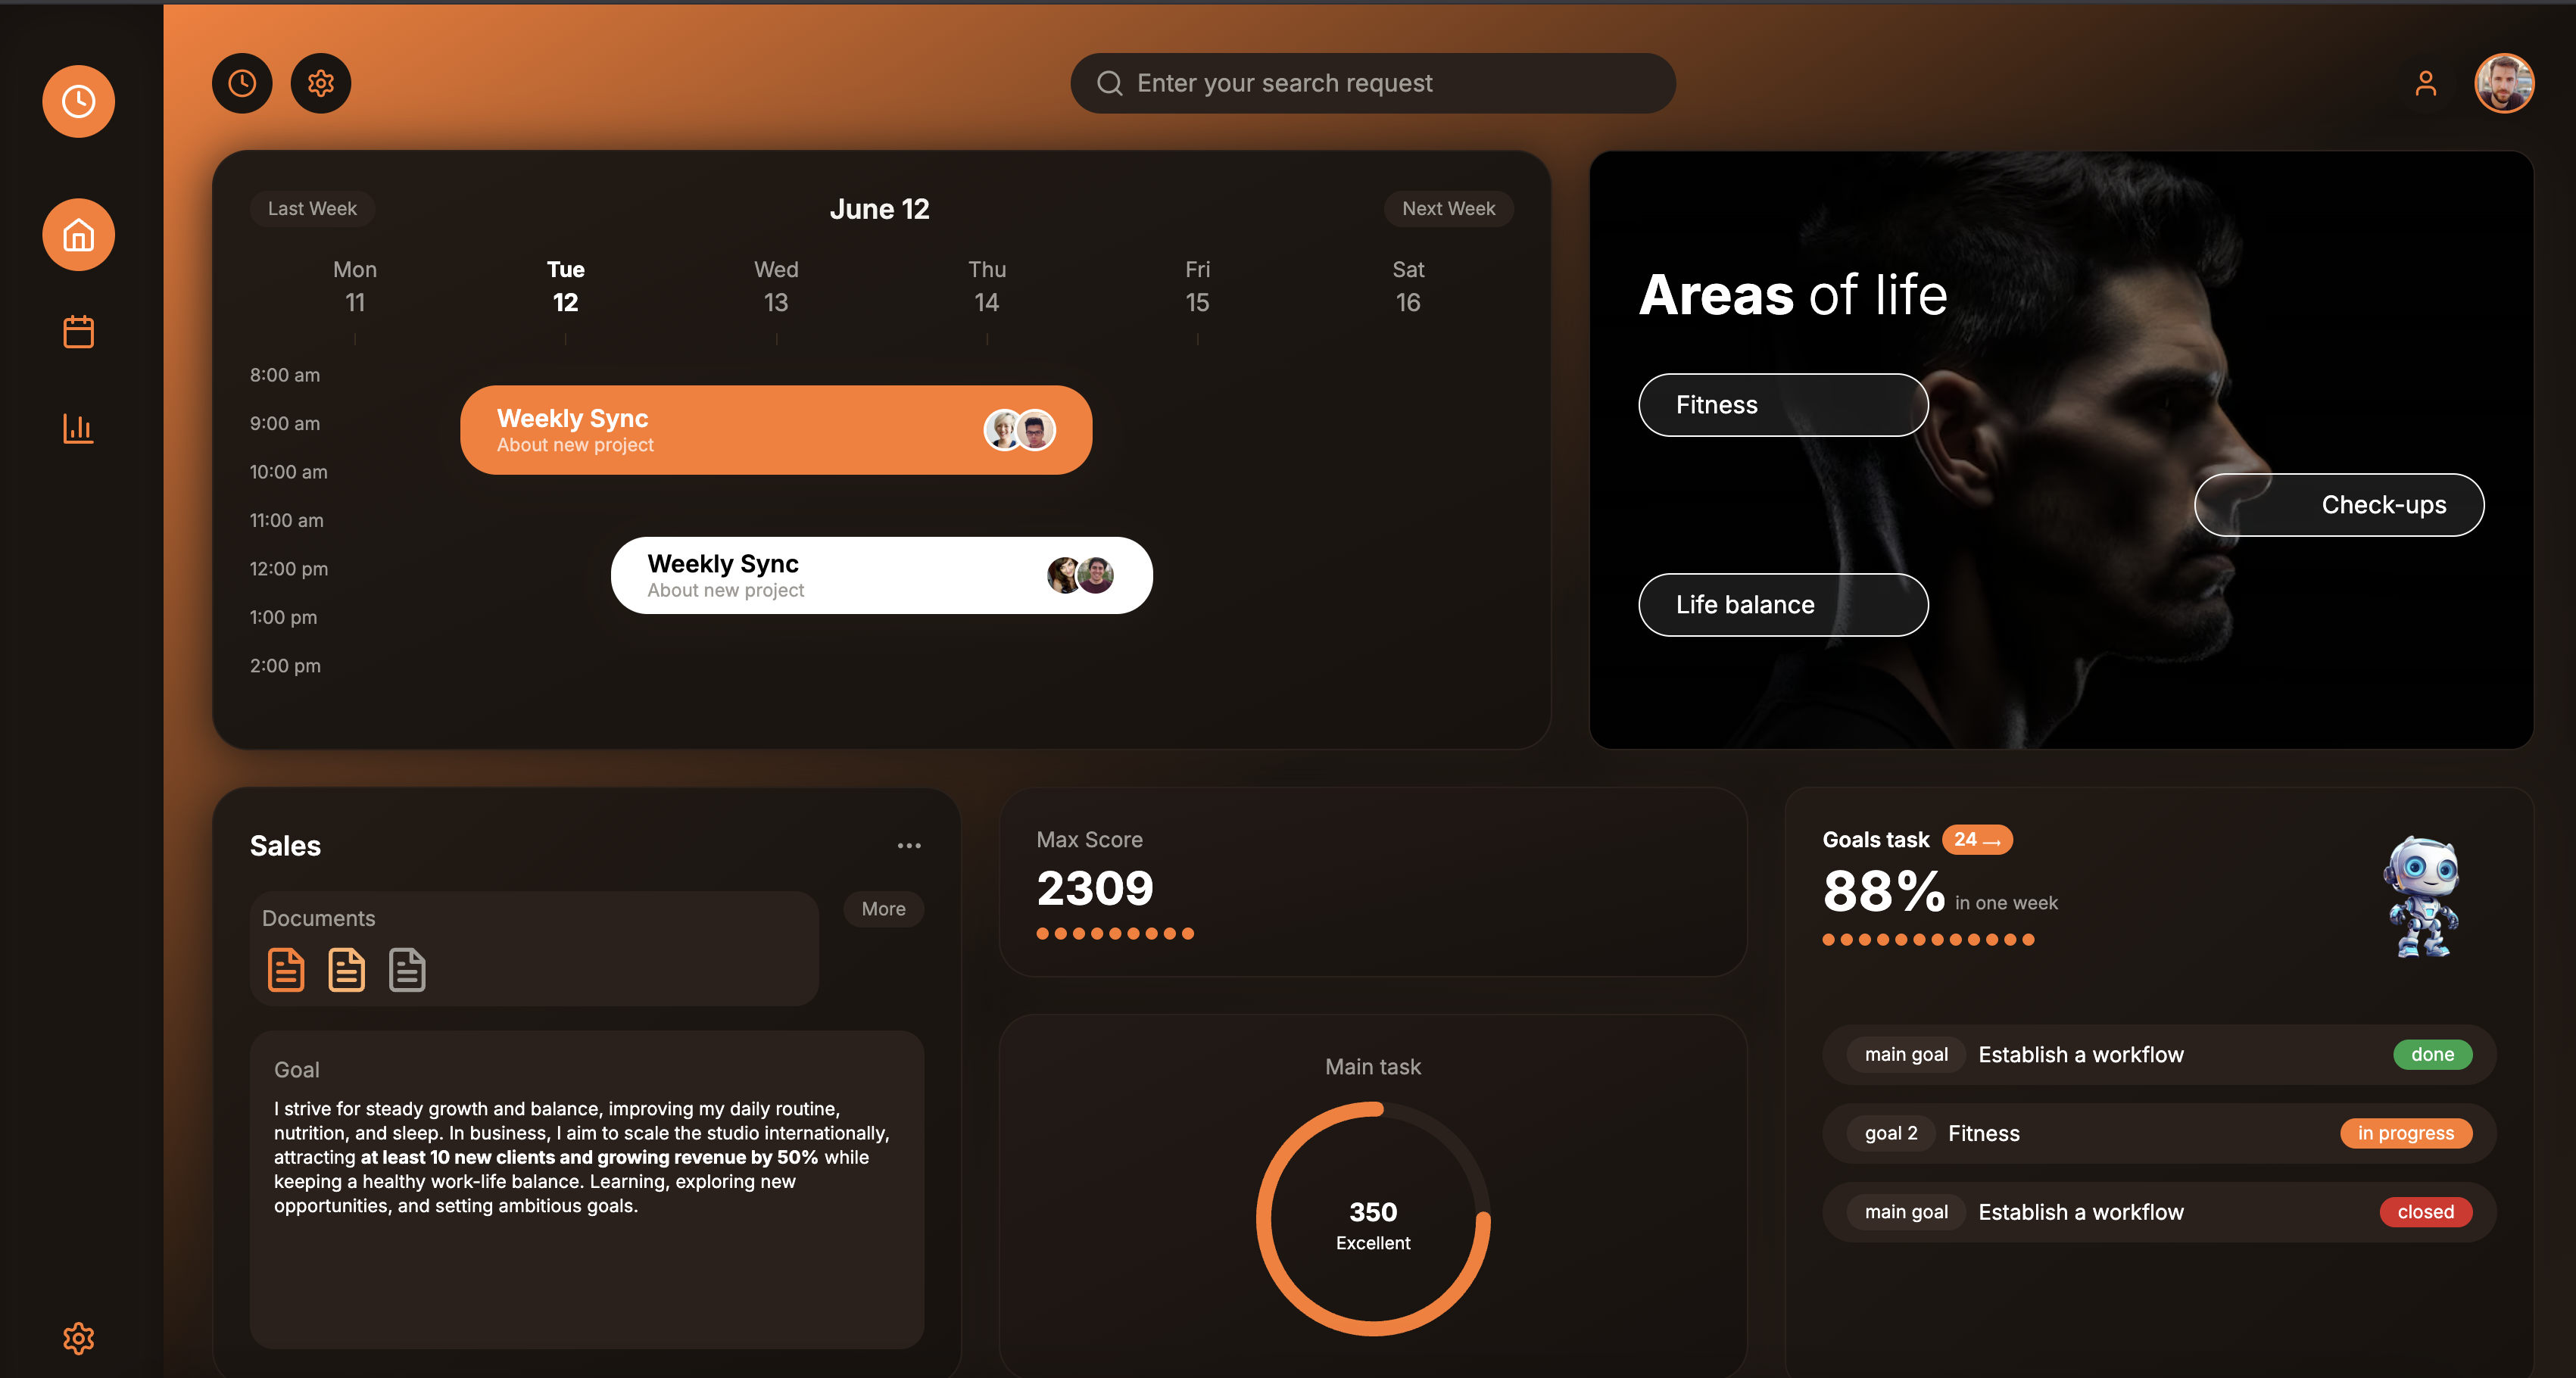 Enter your search request
Last Week
June 12
Next Week
Mon Tue Wed Thu Fri Sat
11 12 13 14 15 16
8:00 am
9:00 am
10:00 am
11:00 am
12:00 pm
1:00 pm
2:00 pm
Weekly Sync
About new project
Weekly Sync
About new project
Areas of life
Fitness
Check-ups
Life balance
Sales
Documents
More
Goal
I strive for steady growth and balance, improving my daily routine,
nutrition, and sleep. In business, I aim to scale the studio internationally,
attracting at least 10 new clients and growing revenue by 50% while
keeping a healthy work-life balance. Learning, exploring new
opportunities, and setting ambitious goals.
Max Score
2309
Main task
350
Excellent
Goals task 24 →
88% in one week
main goal Establish a workflow done
goal 2 Fitness in progress
main goal Establish a workflow closed